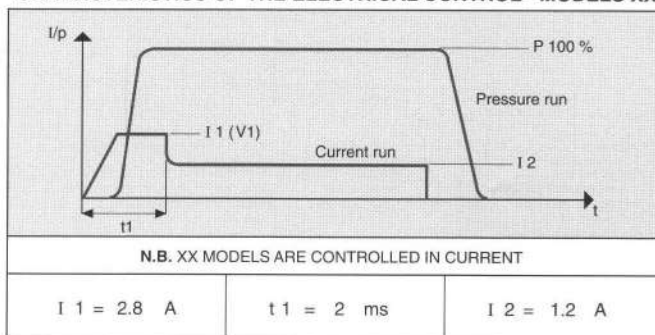 I/p
P 100 %
Pressure run
I 1 (V1)
Current run
I 2
t1
t
N.B. XX MODELS ARE CONTROLLED IN CURRENT
I 1 = 2.8 A
t 1 = 2 ms
I 2 = 1.2 A